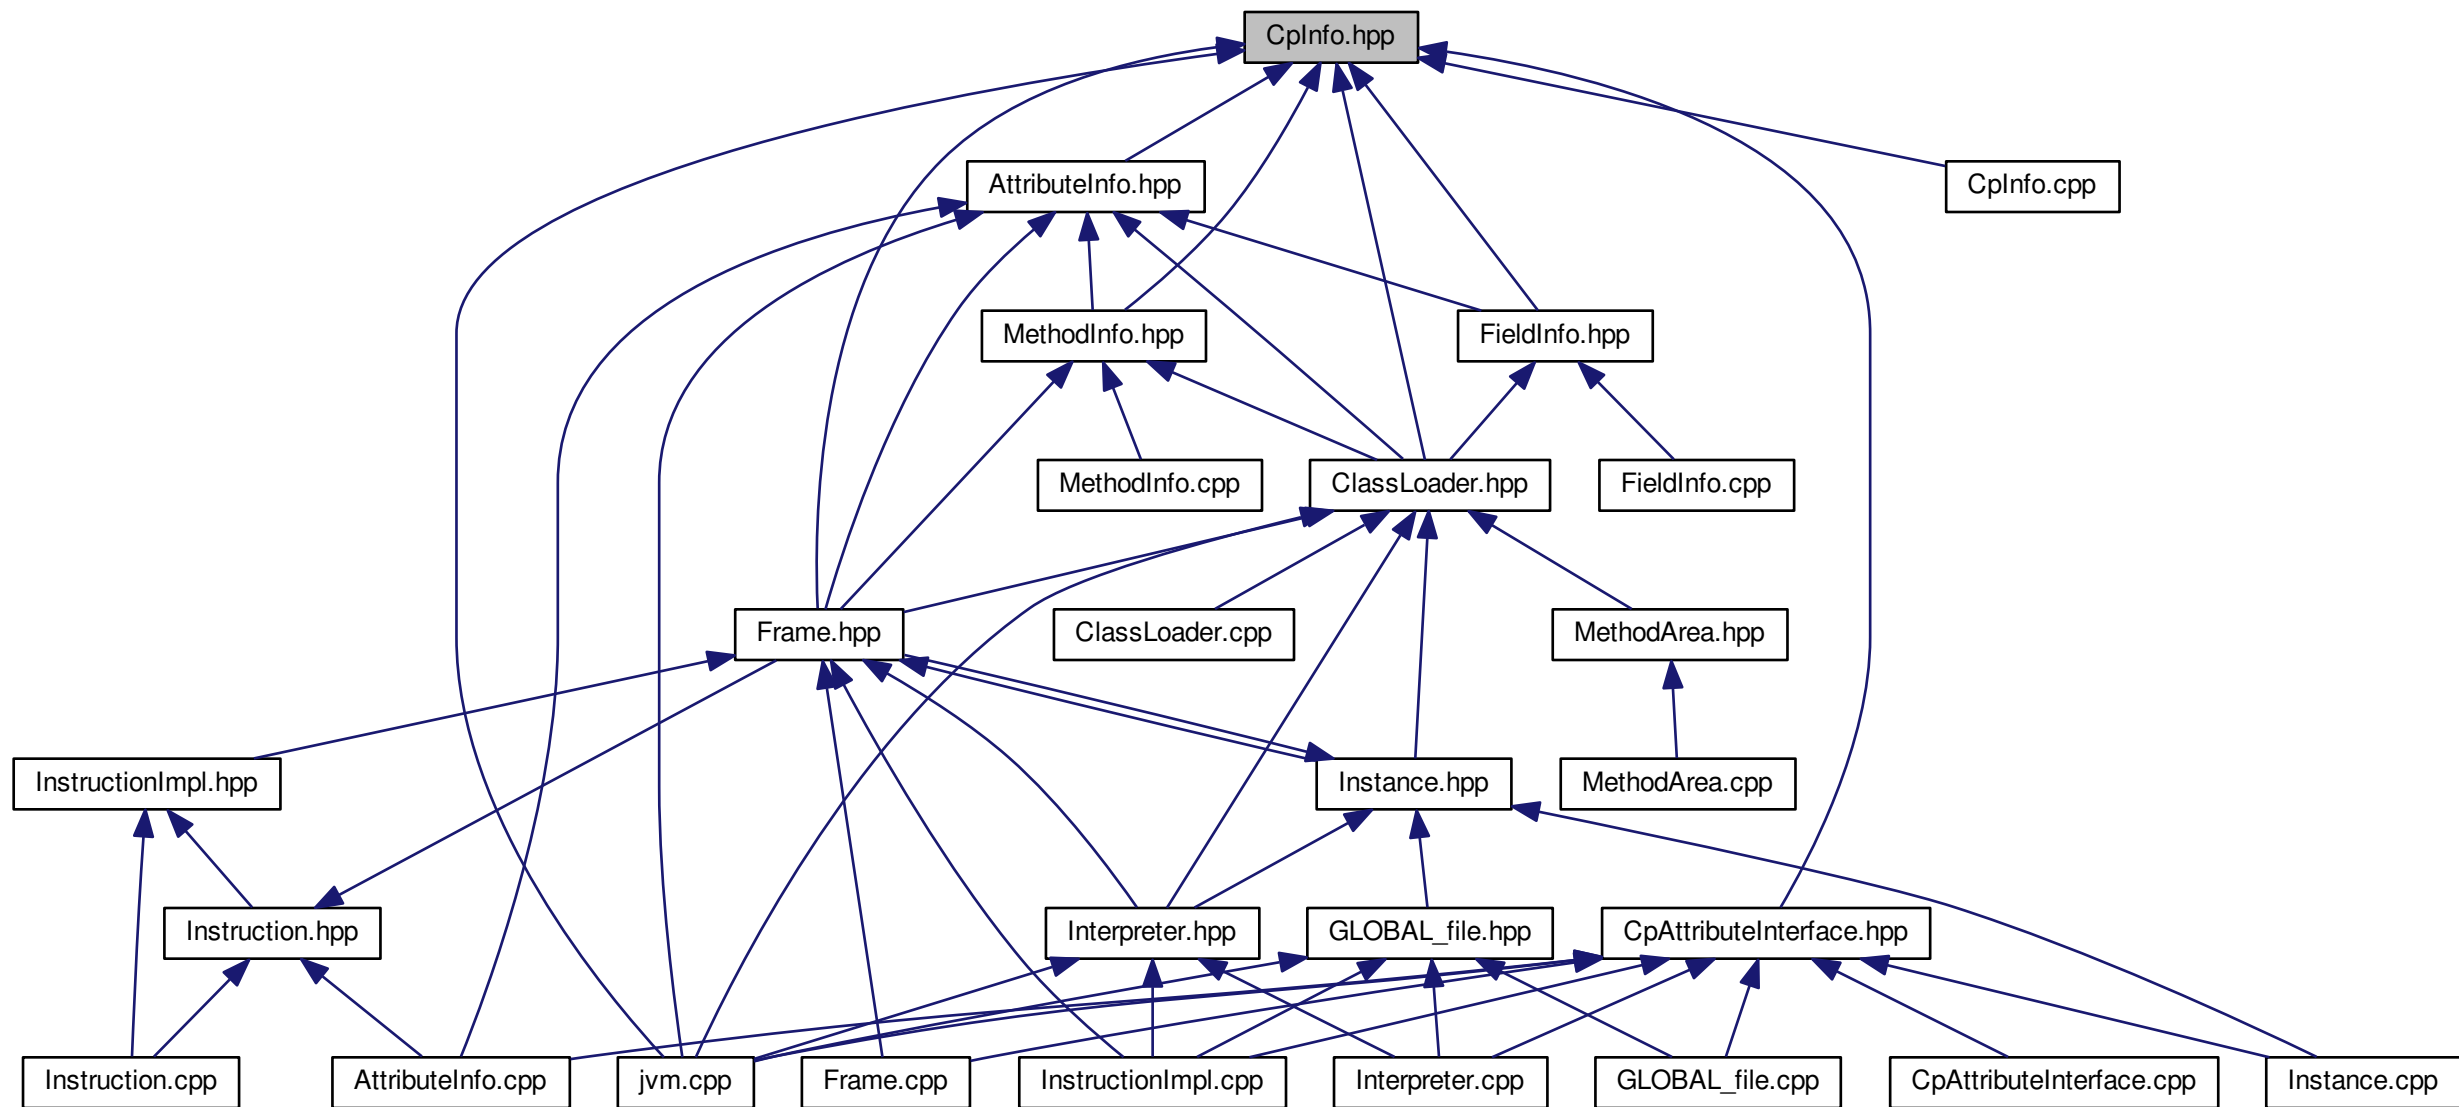 CpInfo.hpp
AttributeInfo.hpp
CpInfo.cpp
MethodInfo.hpp
FieldInfo.hpp
MethodInfo.cpp
ClassLoader.hpp
FieldInfo.cpp
Frame.hpp
ClassLoader.cpp
MethodArea.hpp
InstructionImpl.hpp
Instance.hpp
MethodArea.cpp
Instruction.hpp
Interpreter.hpp
GLOBAL_file.hpp
CpAttributeInterface.hpp
Instruction.cpp
AttributeInfo.cpp
jvm.cpp
Frame.cpp
InstructionImpl.cpp
Interpreter.cpp
GLOBAL_file.cpp
CpAttributeInterface.cpp
Instance.cpp